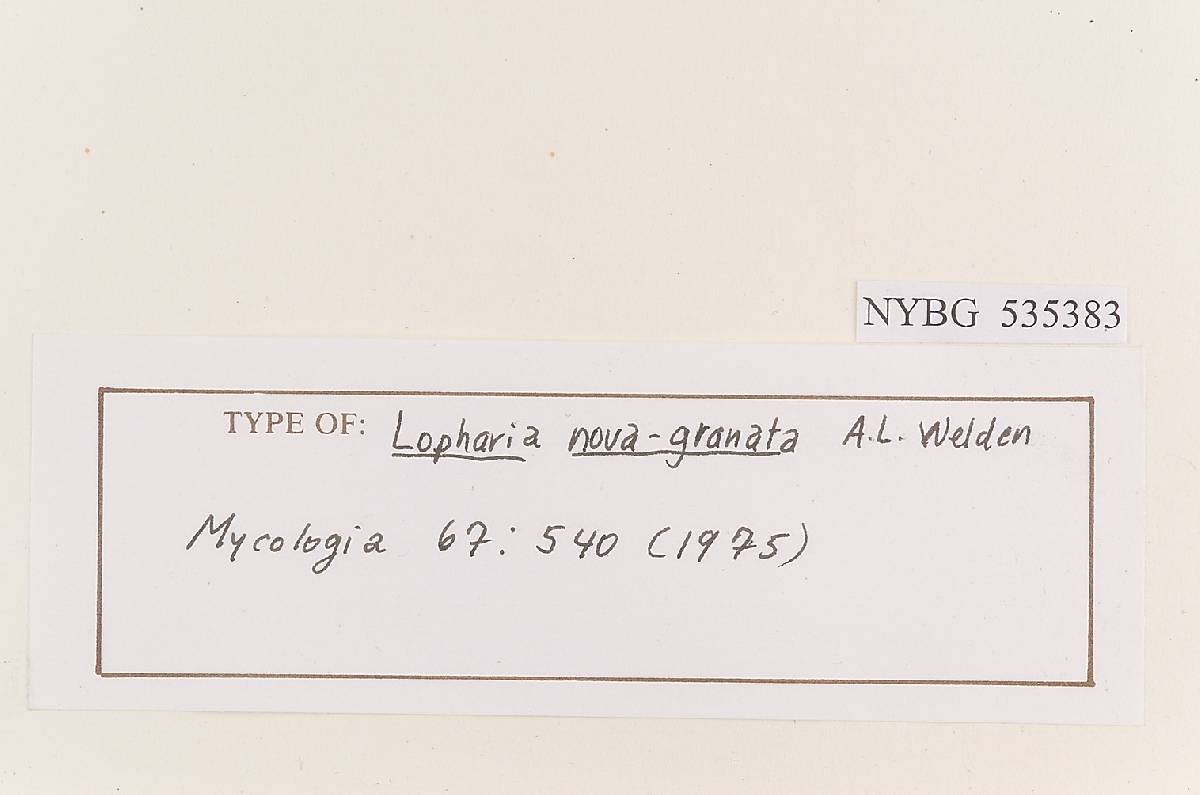 NYBG 535383
TYPE OF: Lopharia nova-granata A.L. Welden
Mycologia 67: 540 (1975)